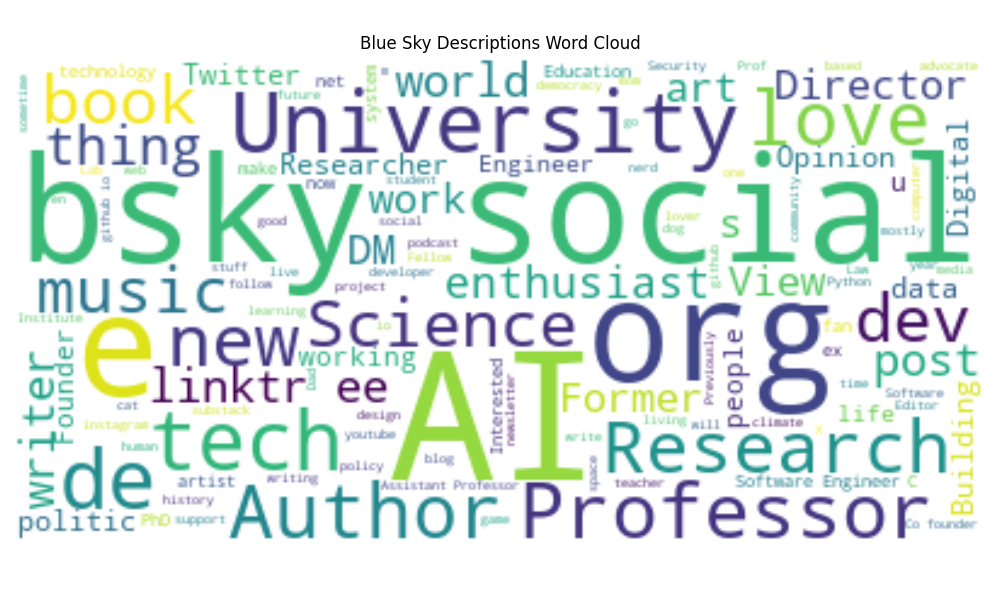 Blue Sky Descriptions Word Cloud
technology Twitter net world Education Security Prof based advocate
sometime book future system democracy art Director
thing University go love
Lab web make Researcher now student Engineer nerd one Opinion u computer Digital
bsky social
en github io good work social lover dog s community mostly
DM podcast Fellow
music stuff follow live developer project enthusiast github View Law Python year media data
Institute e new learning Science org fan dev
writer Founder linktr ee io working Interested newsletter Previously people ex post
cat instagram substack Dad design AI Former living will climate time Software Editor
de human tech youtube write X life Building
artist policy blog Research
politic history writing Assistant Professor space teacher Software Engineer C
PhD support Author game Professor Co founder